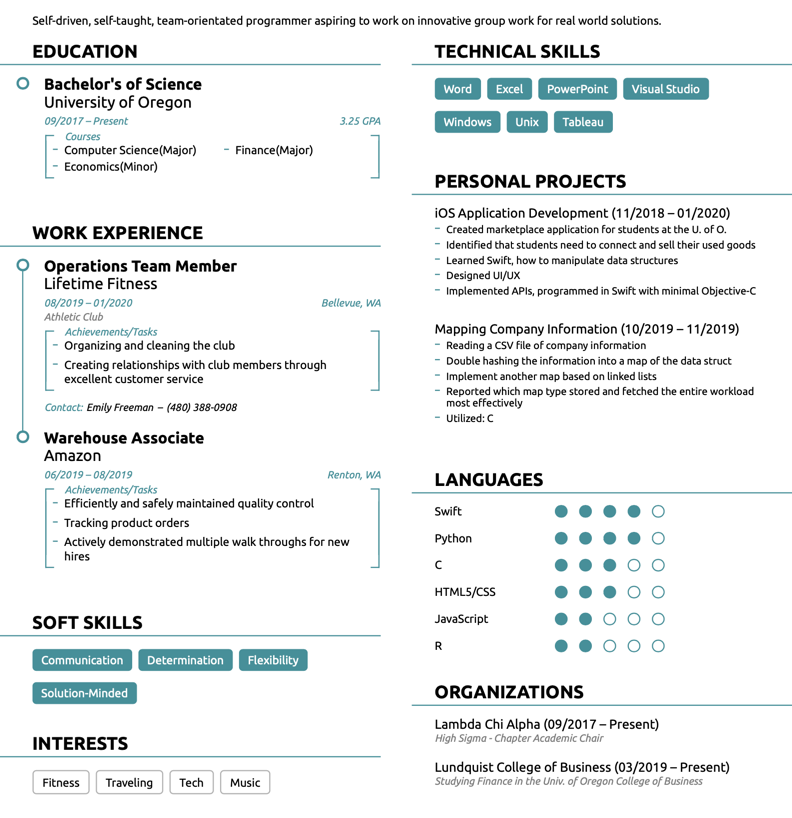 Self-driven, self-taught, team-orientated programmer aspiring to work on innovative group work for real world solutions.
EDUCATION
Bachelor's of Science
University of Oregon
09/2017 – Present 3.25 GPA
Courses
– Computer Science(Major) – Finance(Major)
– Economics(Minor)
WORK EXPERIENCE
Operations Team Member
Lifetime Fitness
08/2019 – 01/2020 Bellevue, WA
Athletic Club
Achievements/Tasks
– Organizing and cleaning the club
– Creating relationships with club members through
excellent customer service
Contact: Emily Freeman – (480) 388-0908
Warehouse Associate
Amazon
06/2019 – 08/2019 Renton, WA
Achievements/Tasks
– Efficiently and safely maintained quality control
– Tracking product orders
– Actively demonstrated multiple walk throughs for new
hires
SOFT SKILLS
Communication Determination Flexibility
Solution-Minded
INTERESTS
Fitness Traveling Tech Music
TECHNICAL SKILLS
Word Excel PowerPoint Visual Studio
Windows Unix Tableau
PERSONAL PROJECTS
iOS Application Development (11/2018 – 01/2020)
– Created marketplace application for students at the U. of O.
– Identified that students need to connect and sell their used goods
– Learned Swift, how to manipulate data structures
– Designed UI/UX
– Implemented APIs, programmed in Swift with minimal Objective-C
Mapping Company Information (10/2019 – 11/2019)
– Reading a CSV file of company information
– Double hashing the information into a map of the data struct
– Implement another map based on linked lists
– Reported which map type stored and fetched the entire workload
most effectively
– Utilized: C
LANGUAGES
Swift
Python
C
HTML5/CSS
JavaScript
R
ORGANIZATIONS
Lambda Chi Alpha (09/2017 – Present)
High Sigma - Chapter Academic Chair
Lundquist College of Business (03/2019 – Present)
Studying Finance in the Univ. of Oregon College of Business